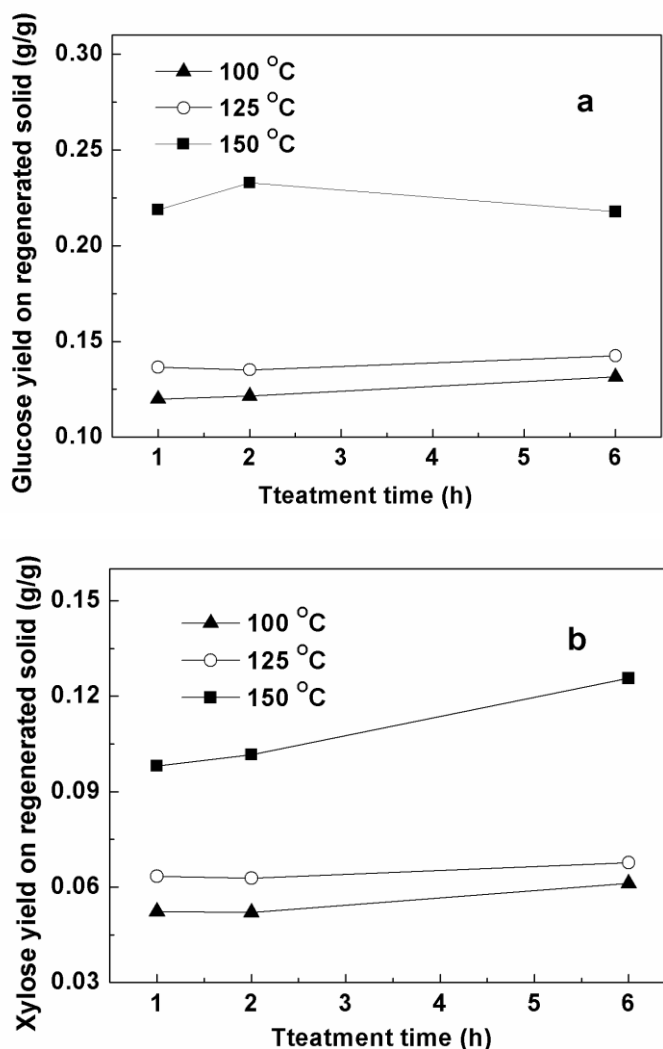 Glucose yield on regenerated solid (g/g)
0.30
0.25
0.20
0.15
0.10
100 °C
125 °C
150 °C
a
1 2 3 4 5 6
Tteatment time (h)
Xylose yield on regenerated solid (g/g)
0.15
0.12
0.09
0.06
0.03
100 °C
125 °C
150 °C
b
1 2 3 4 5 6
Tteatment time (h)